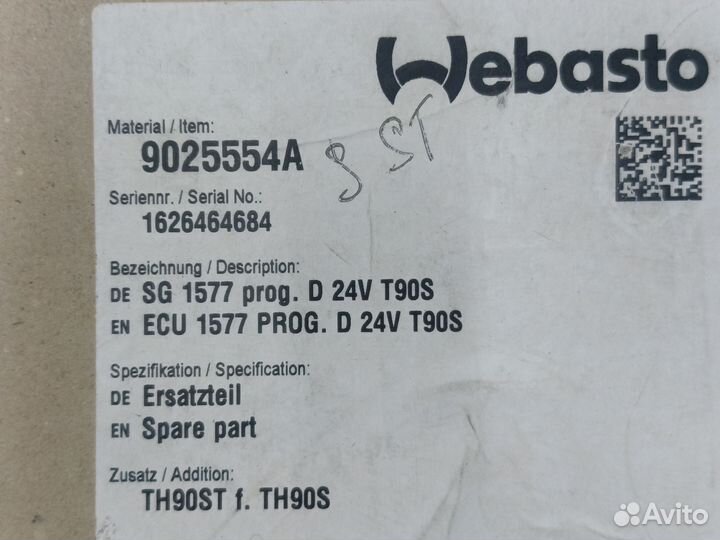 Webasto
Material / Item:
9025554A
S ST
Seriennr. / Serial No.:
1626464684
Bezeichnung / Description:
DE SG 1577 prog. D 24V T90S
EN ECU 1577 PROG. D 24V T90S
Spezifikation / Specification:
DE Ersatzteil
EN Spare part
Zusatz / Addition:
TH90ST f. TH90S
Avito